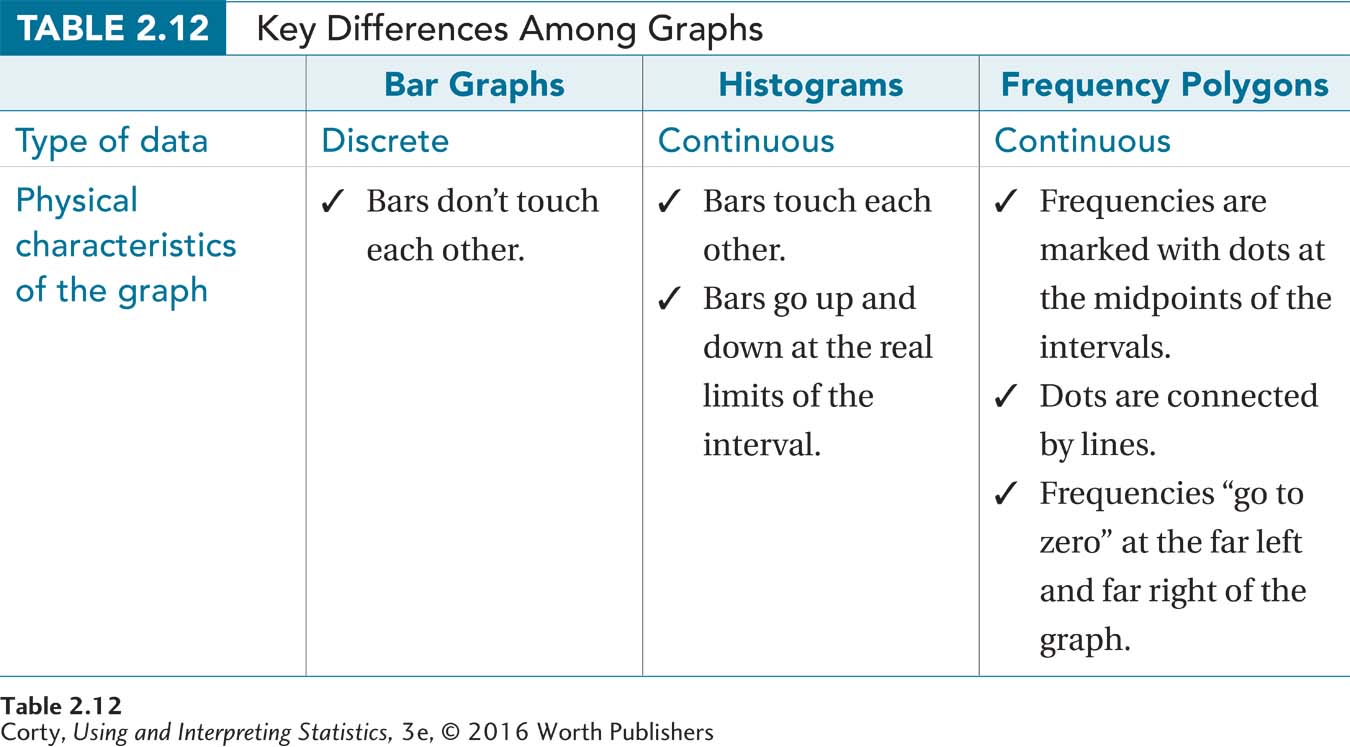 TABLE 2.12 Key Differences Among Graphs
Bar Graphs Histograms Frequency Polygons
Type of data Discrete Continuous Continuous
Physical
characteristics
of the graph
✓ Bars don’t touch
each other.
✓ Bars touch each
other.
✓ Bars go up and
down at the real
limits of the
interval.
✓ Frequencies are
marked with dots at
the midpoints of the
intervals.
✓ Dots are connected
by lines.
✓ Frequencies “go to
zero” at the far left
and far right of the
graph.
Table 2.12
Corty, Using and Interpreting Statistics, 3e, © 2016 Worth Publishers